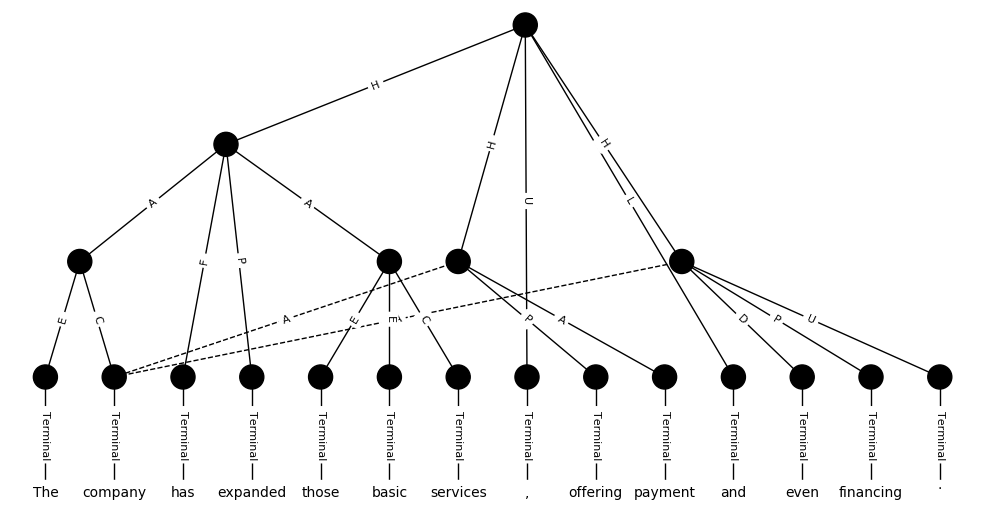 H
H
H
A
A
U
L
F
P
E
C
A
E
E
A
C
P
A
D
P
U
Terminal Terminal Terminal Terminal Terminal Terminal Terminal Terminal Terminal Terminal Terminal Terminal Terminal Terminal
The company has expanded those basic services , offering payment and even financing .